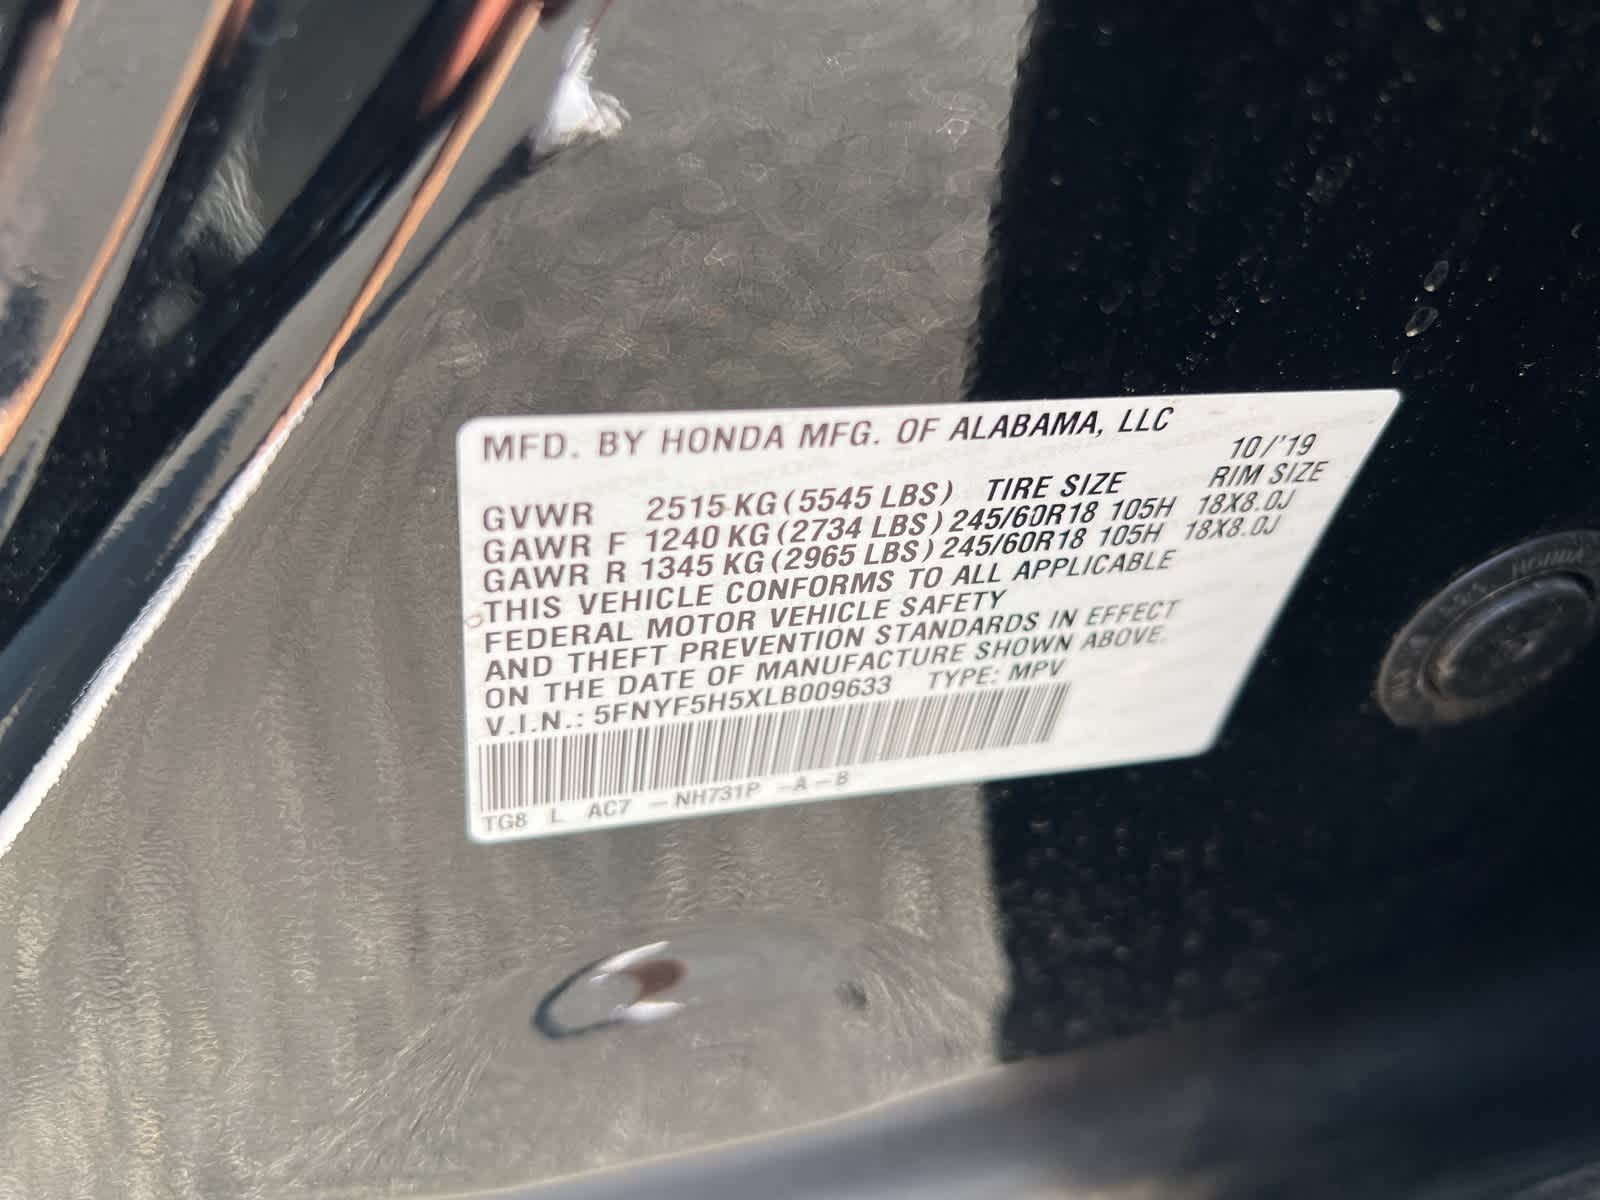 MFD. BY HONDA MFG. OF ALABAMA, LLC
10/'19
GVWR 2515 KG (5545 LBS) TIRE SIZE RIM SIZE
GAWR F 1240 KG (2734 LBS) 245/60R18 105H 18X8.0J
GAWR R 1345 KG (2965 LBS) 245/60R18 105H 18X8.0J
THIS VEHICLE CONFORMS TO ALL APPLICABLE
FEDERAL MOTOR VEHICLE SAFETY
AND THEFT PREVENTION STANDARDS IN EFFECT
ON THE DATE OF MANUFACTURE SHOWN ABOVE.
V.I.N.: 5FNYF5H5XLB009633 TYPE: MPV
TG8 L AC7 -NH731P -A-B
HONDA